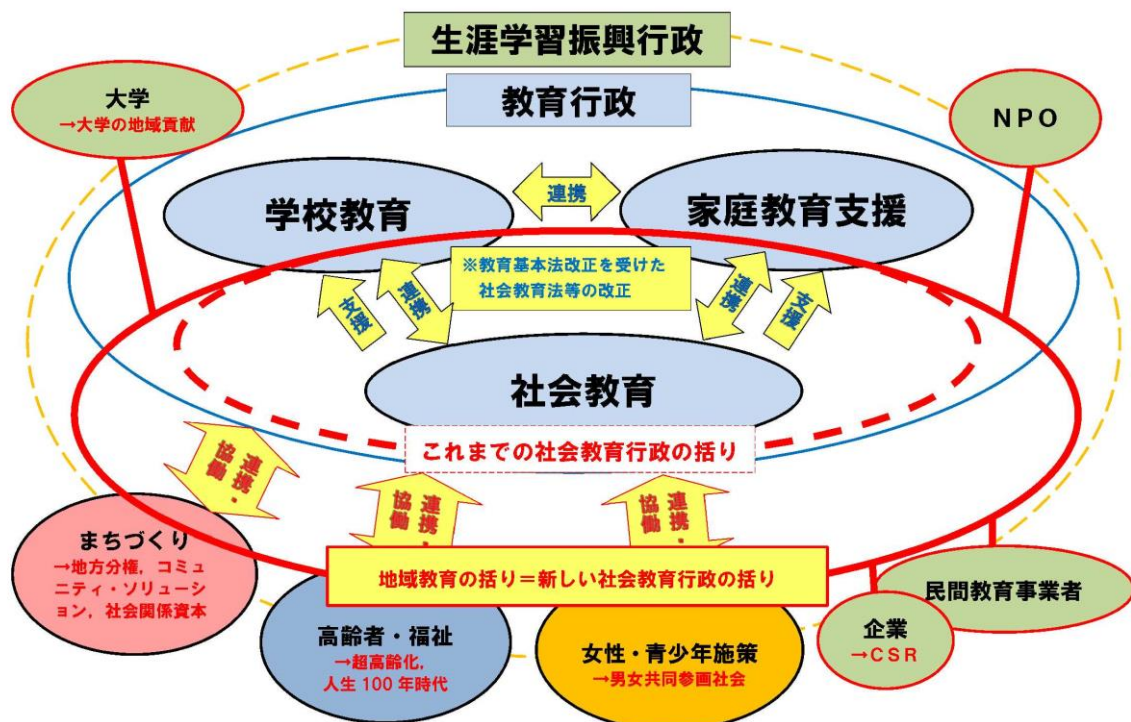 生涯学習振興行政
教育行政
大学
→大学の地域貢献
NPO
学校教育
連携
家庭教育支援
※教育基本法改正を受けた
社会教育法等の改正
支援
連携
連携
支援
社会教育
これまでの社会教育行政の括り
連携・
協働
連携・
協働
連携・
協働
地域教育の括り＝新しい社会教育行政の括り
まちづくり
→地方分権，コミュ
ニティ・ソリューシ
ョン，社会関係資本
高齢者・福祉
→超高齢化，
人生100年時代
女性・青少年施策
→男女共同参画社会
企業
→CSR
民間教育事業者